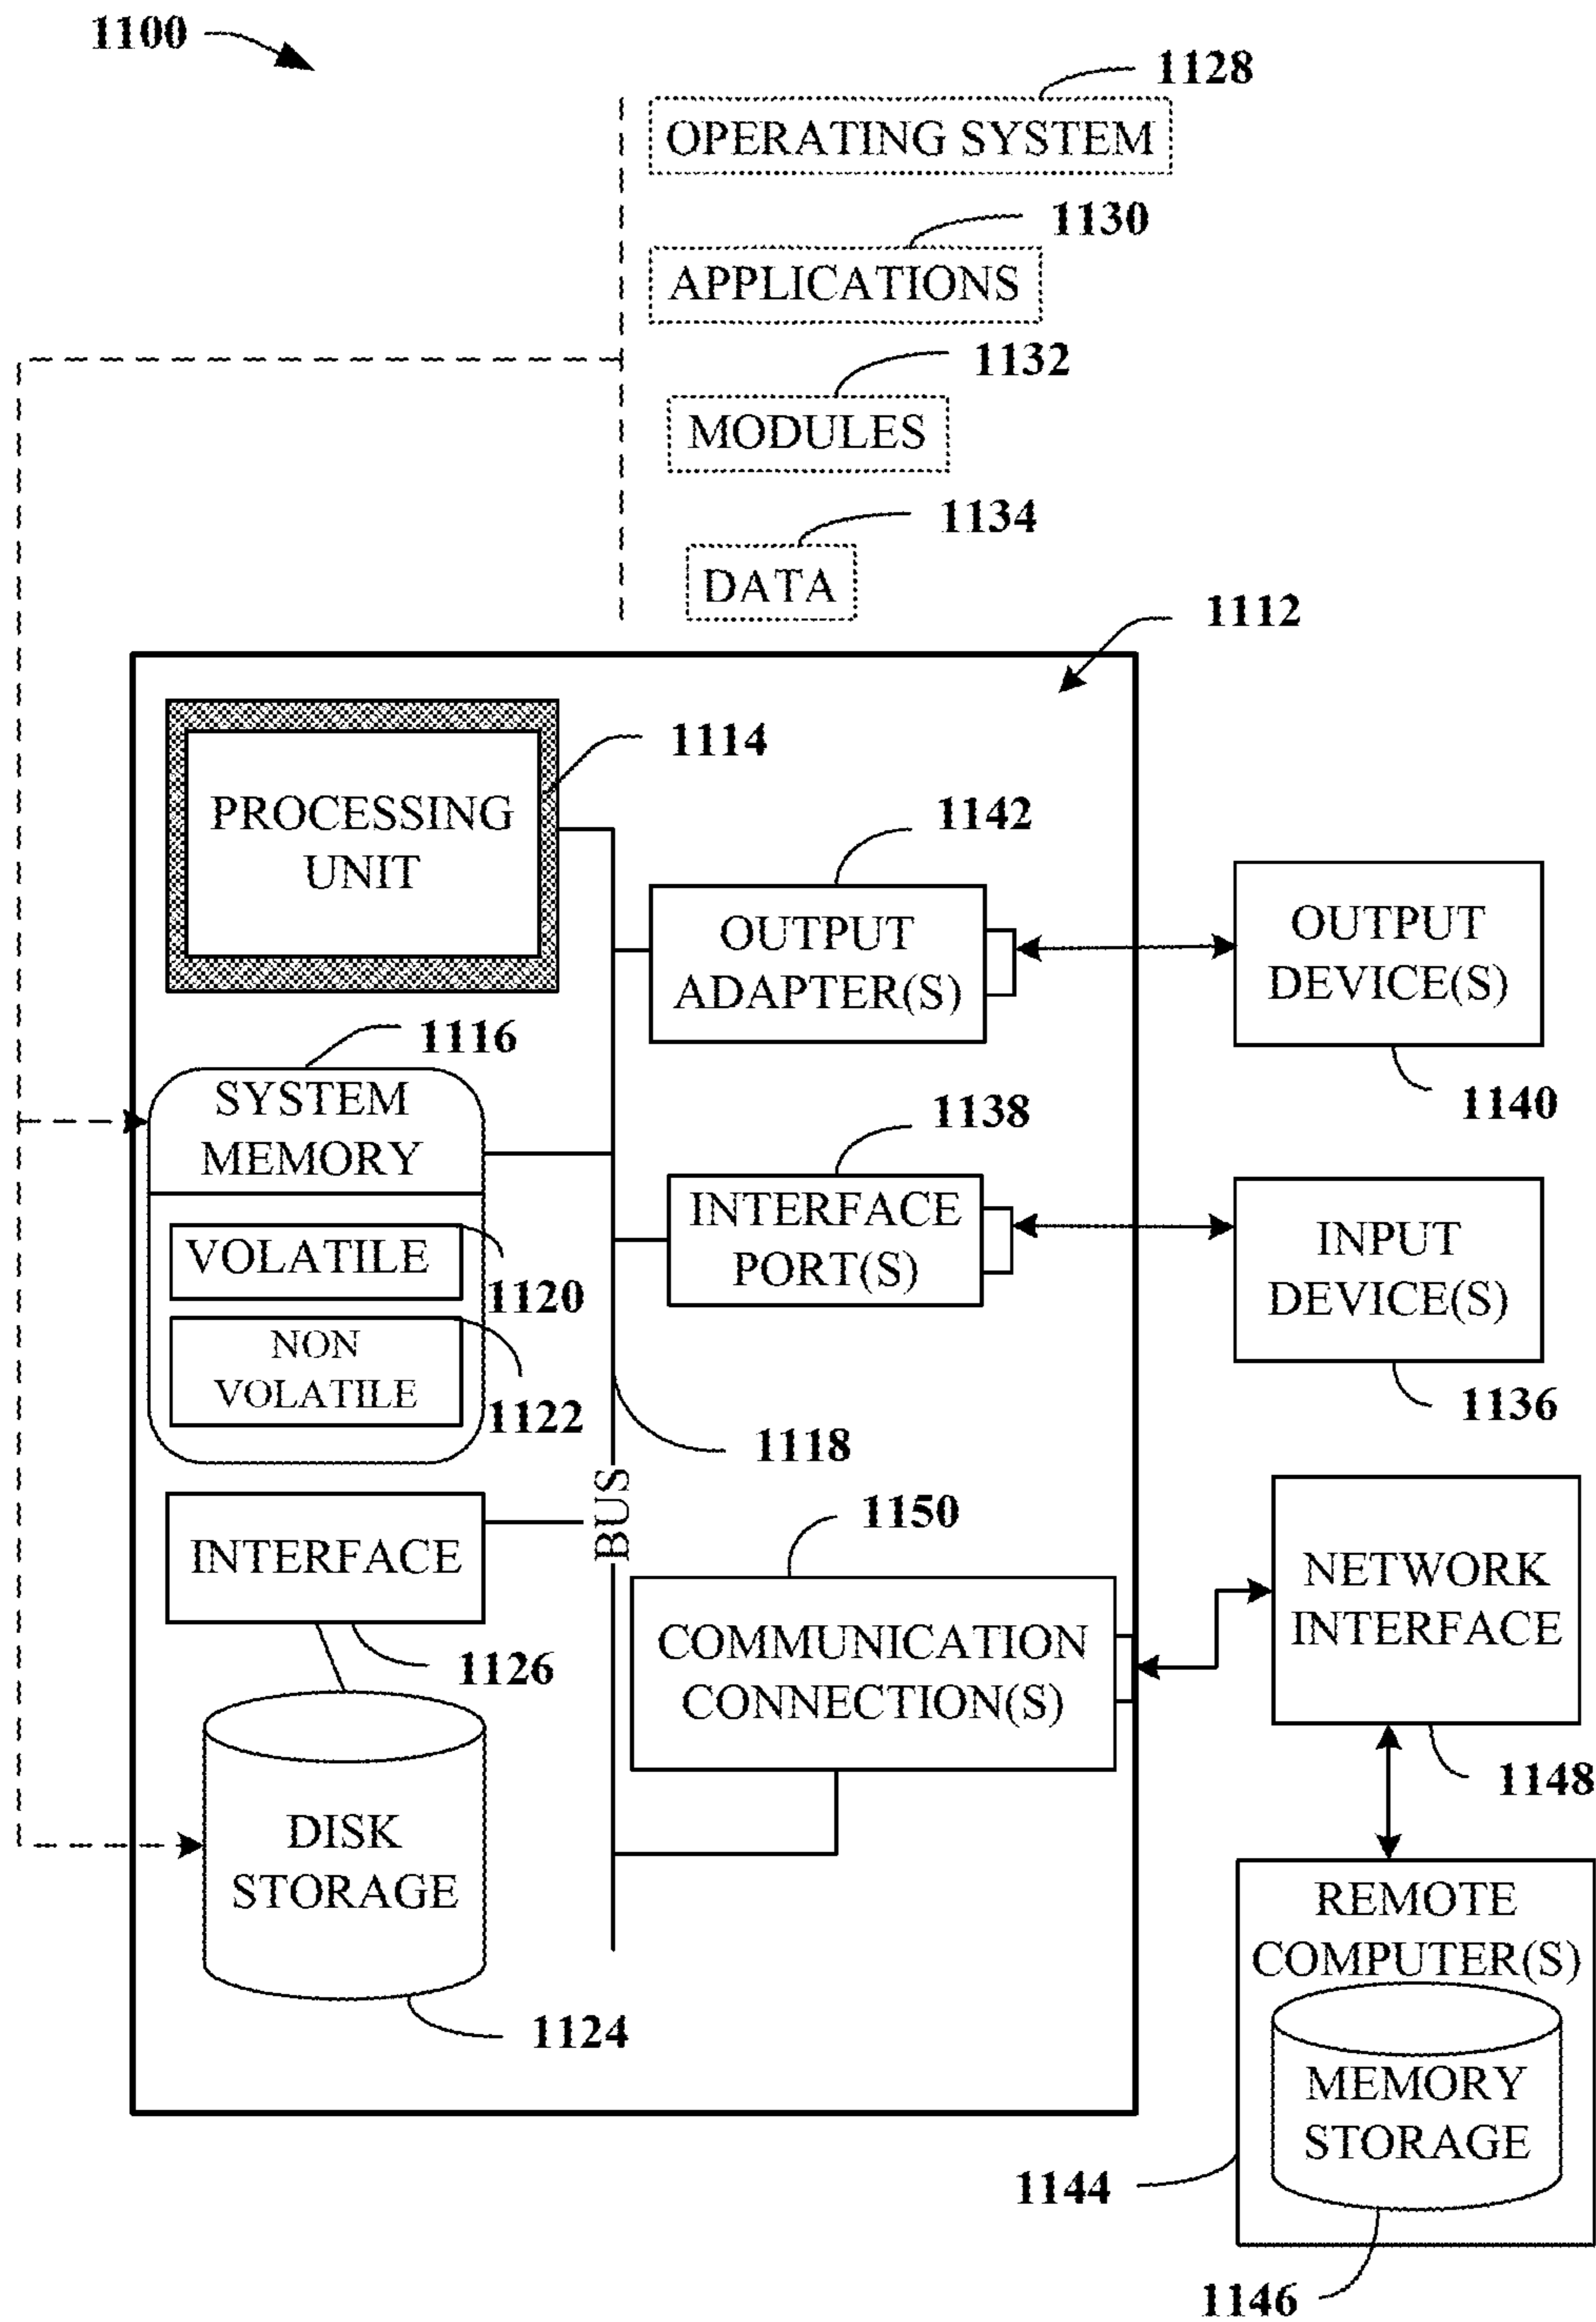 1100
1128
OPERATING SYSTEM
1130
APPLICATIONS
1132
MODULES
1134
DATA
1112
PROCESSING
UNIT
1114
1142
OUTPUT
ADAPTER(S)
OUTPUT
DEVICE(S)
1140
1116
SYSTEM
MEMORY
VOLATILE
1120
NON
VOLATILE
1122
1138
INTERFACE
PORT(S)
INPUT
DEVICE(S)
1136
1118
BUS
INTERFACE
1126
1150
COMMUNICATION
CONNECTION(S)
NETWORK
INTERFACE
1148
DISK
STORAGE
1124
REMOTE
COMPUTER(S)
MEMORY
STORAGE
1144
1146